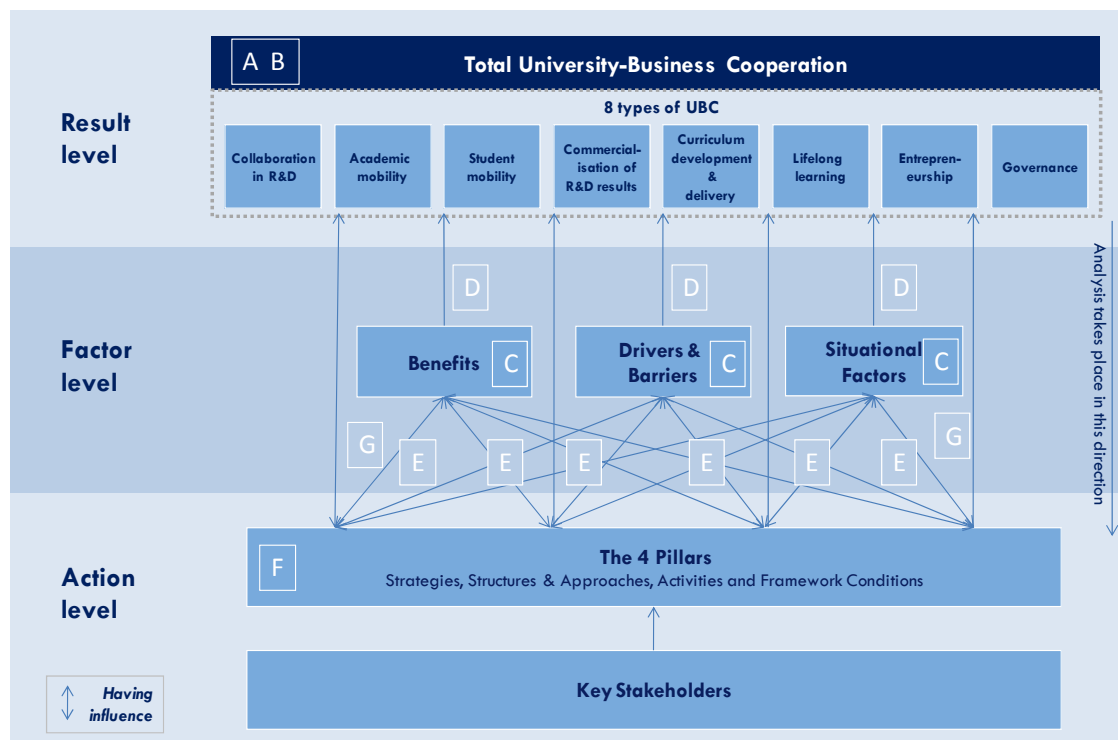 A B
Total University-Business Cooperation
Result
level
8 types of UBC
Collaboration
in R&D
Academic
mobility
Student
mobility
Commercial-
isation of
R&D results
Curriculum
development
&
delivery
Lifelong
learning
Entrepren-
eurship
Governance
Analysis takes place in this direction
Factor
level
D
D
D
Benefits
C
Drivers &
Barriers
C
Situational
Factors
C
G
E
E
E
E
E
E
G
Action
level
F
The 4 Pillars
Strategies, Structures & Approaches, Activities and Framework Conditions
Key Stakeholders
Having
influence